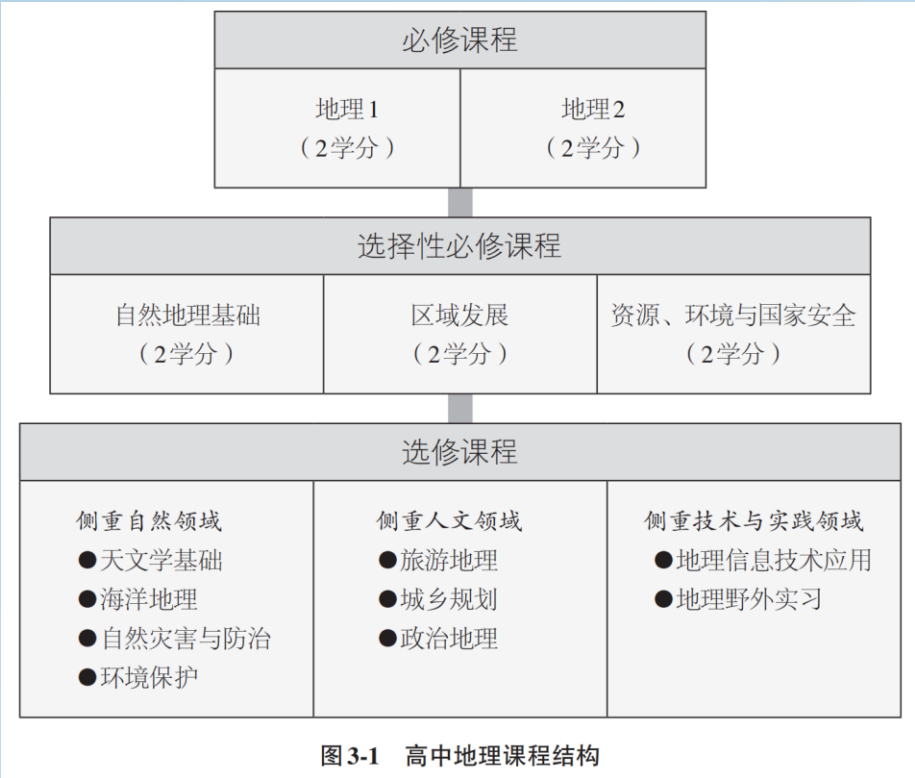 必修课程
地理1
（2学分）
地理2
（2学分）
选择性必修课程
自然地理基础
（2学分）
区域发展
（2学分）
资源、环境与国家安全
（2学分）
选修课程
侧重自然领域
●天文学基础
●海洋地理
●自然灾害与防治
●环境保护
侧重人文领域
●旅游地理
●城乡规划
●政治地理
侧重技术与实践领域
●地理信息技术应用
●地理野外实习
图3-1 高中地理课程结构